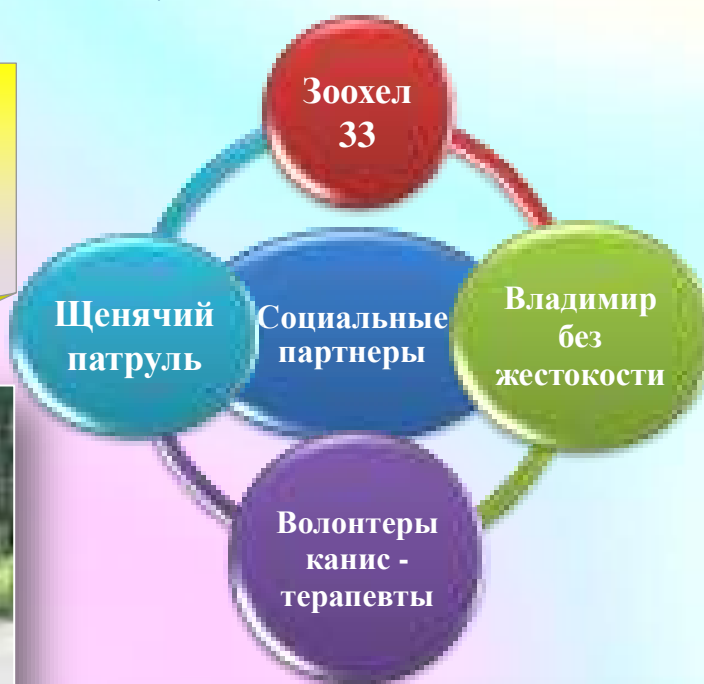 Зоохел
33
Щенячий
патруль
Социальные
партнеры
Владимир
без
жестокости
Волонтеры
канис -
терапевты